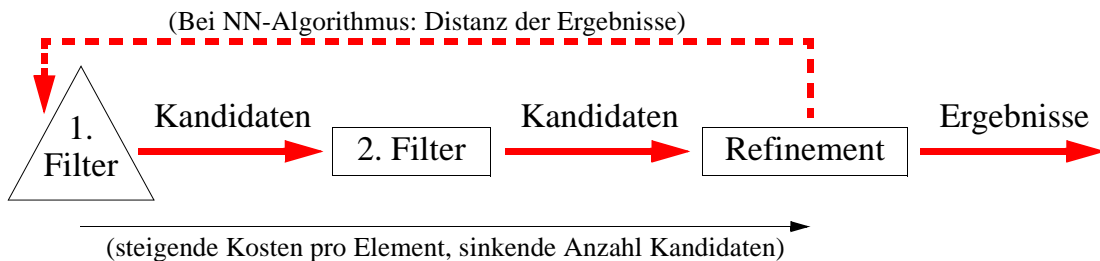 (Bei NN-Algorithmus: Distanz der Ergebnisse)
1.
Filter
Kandidaten
2. Filter
Kandidaten
Refinement
Ergebnisse
(steigende Kosten pro Element, sinkende Anzahl Kandidaten)